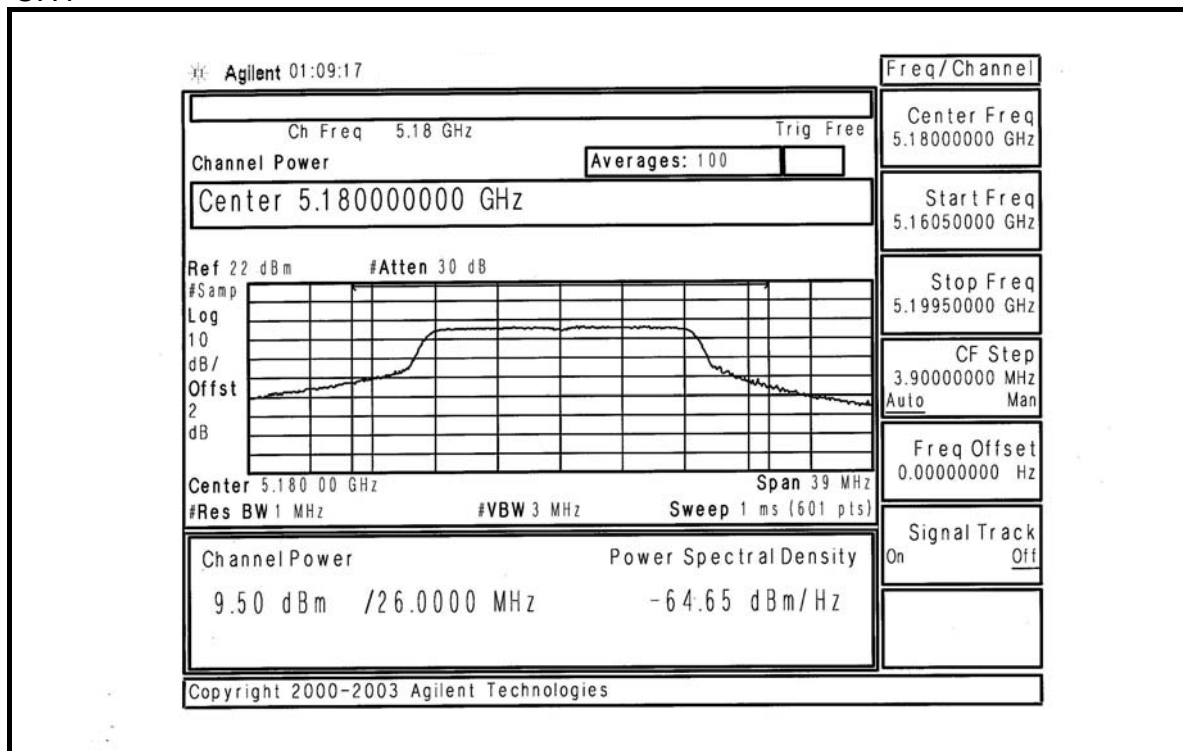 Agilent 01:09:17
Freq/Channel
Ch Freq 5.18 GHz
Trig Free
Channel Power
Averages: 100
Center 5.180000000 GHz
Ref 22 dBm
#Atten 30 dB
#Samp
Log
10
dB/
Offst
2
dB
Center 5.180 00 GHz
Span 39 MHz
#Res BW 1 MHz
#VBW 3 MHz
Sweep 1 ms (601 pts)
Channel Power
Power Spectral Density
9.50 dBm /26.0000 MHz
-64.65 dBm/Hz
Center Freq
5.18000000 GHz
Start Freq
5.16050000 GHz
Stop Freq
5.19950000 GHz
CF Step
3.90000000 MHz
Auto Man
Freq Offset
0.00000000 Hz
Signal Track
On Off
Copyright 2000-2003 Agilent Technologies